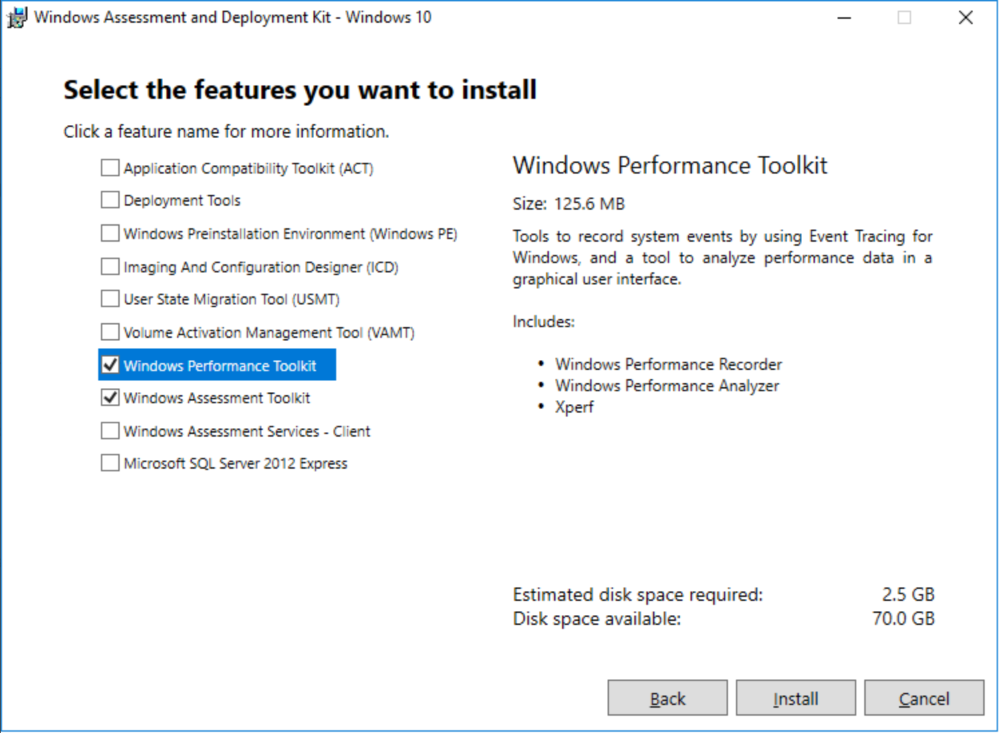 Windows Assessment and Deployment Kit - Windows 10
Select the features you want to install
Click a feature name for more information.
Application Compatibility Toolkit (ACT)
Deployment Tools
Windows Preinstallation Environment (Windows PE)
Imaging And Configuration Designer (ICD)
User State Migration Tool (USMT)
Volume Activation Management Tool (VAMT)
Windows Performance Toolkit
Windows Assessment Toolkit
Windows Assessment Services - Client
Microsoft SQL Server 2012 Express
Windows Performance Toolkit
Size: 125.6 MB
Tools to record system events by using Event Tracing for
Windows, and a tool to analyze performance data in a
graphical user interface.
Includes:
• Windows Performance Recorder
• Windows Performance Analyzer
• Xperf
Estimated disk space required: 2.5 GB
Disk space available: 70.0 GB
Back Install Cancel